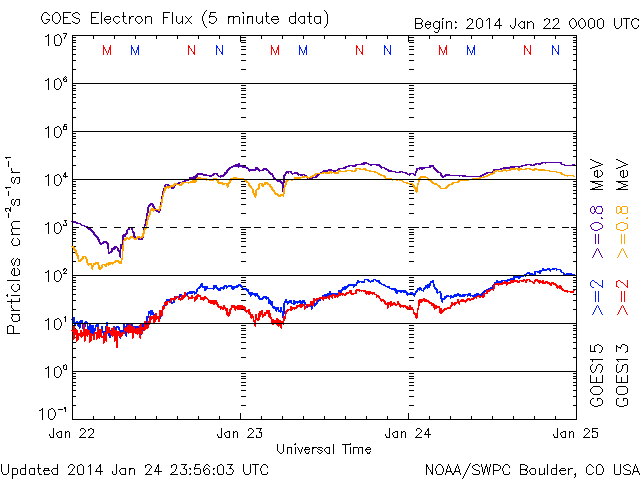 GOES Electron Flux (5 minute data)
Begin: 2014 Jan 22 0000 UTC
M M N N M M N N M M N N
10⁷
10⁶
10⁵
10⁴
10³
10²
10¹
10⁰
10⁻¹
Particles cm⁻²s⁻¹sr⁻¹
Jan 22 Jan 23 Jan 24 Jan 25
Universal Time
GOES15 >=2 >=0.8 MeV
GOES13 >=2 >=0.8 MeV
Updated 2014 Jan 24 23:56:03 UTC
NOAA/SWPC Boulder, CO USA